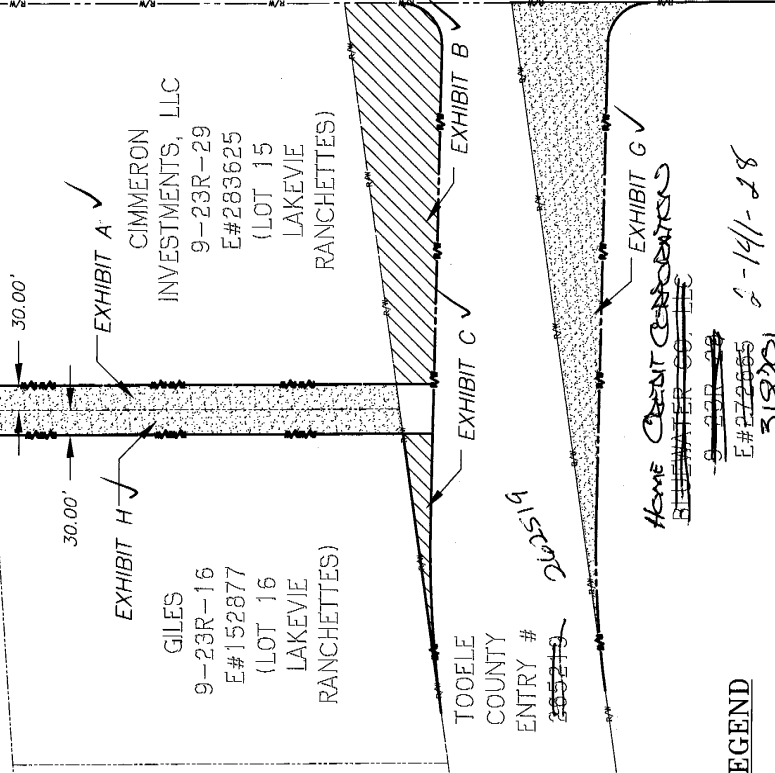 30.00'
EXHIBIT A
CIMMERON
INVESTMENTS, LLC
9-23R-29
E#283625
(LOT 15
LAKEVIE
RANCHETTES)
30.00'
EXHIBIT H
GILES
9-23R-16
E#152877
(LOT 16
LAKEVIE
RANCHETTES)
EXHIBIT B
EXHIBIT C
EXHIBIT G
TOOELE
COUNTY
ENTRY #
262519
HOME CREDIT CORPORATION
BLUEWATER CO. LLC
2-141-28
E#272665
EGEND
R/W
R/W
R/W
R/W
R/W
R/W
R/W
R/W
R/W
R/W
R/W
R/W